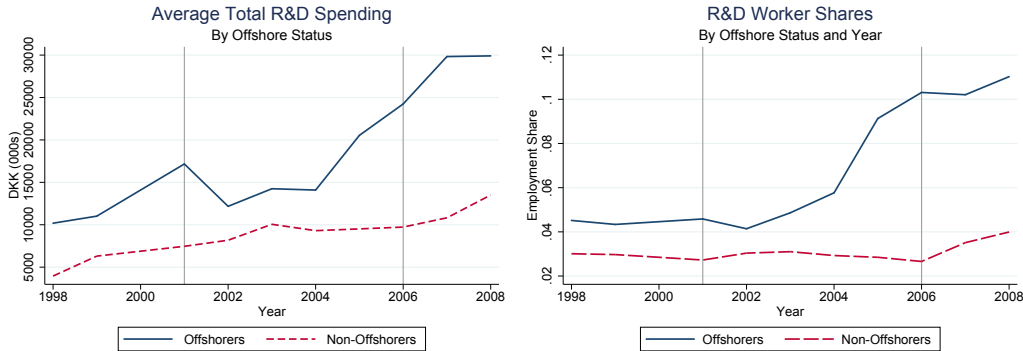 Average Total R&D Spending
By Offshore Status
DKK (000s)
30000
25000
20000
15000
10000
5000
1998
2000
2002
2004
2006
2008
Year
Offshorers
Non-Offshorers
R&D Worker Shares
By Offshore Status and Year
Employment Share
.12
.1
.08
.06
.04
.02
1998
2000
2002
2004
2006
2008
Year
Offshorers
Non-Offshorers